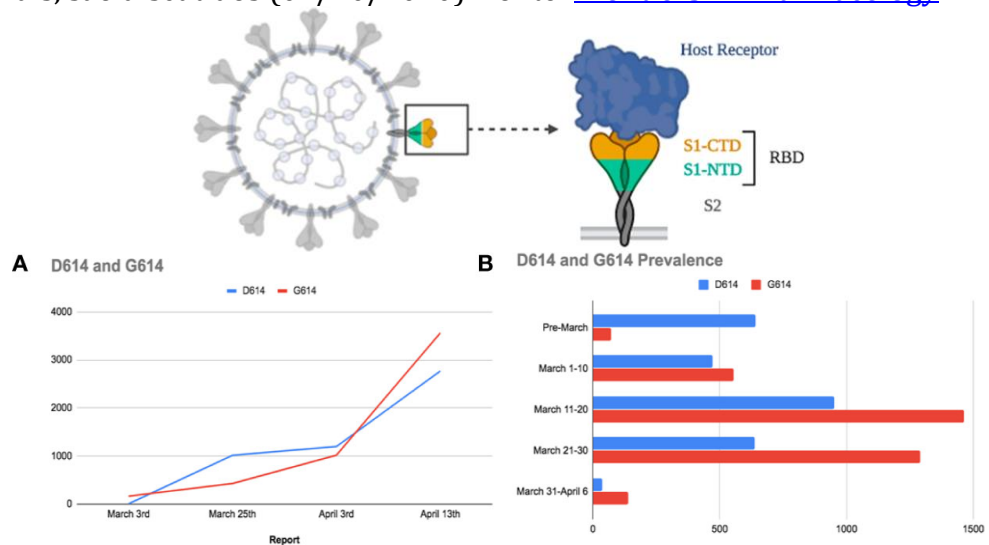 Host Receptor
S1-CTD
S1-NTD
RBD
S2
A D614 and G614
D614 G614
4000
3000
2000
1000
0
March 3rd March 25th April 3rd April 13th
Report
B D614 and G614 Prevalence
D614 G614
Pre-March
March 1-10
March 11-20
March 21-30
March 31-April 6
0 500 1000 1500